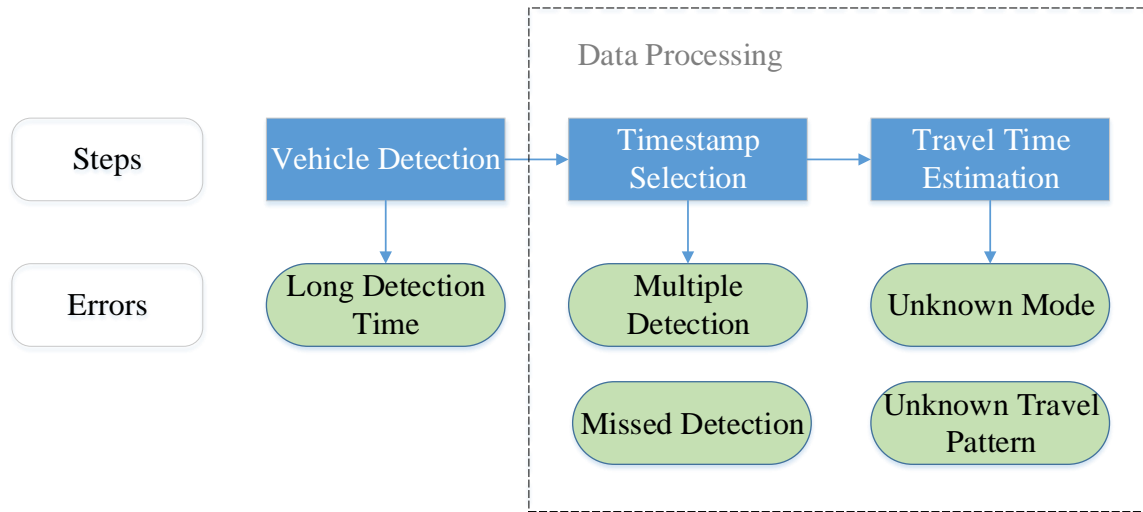 Data Processing
Steps
Vehicle Detection
Timestamp
Selection
Travel Time
Estimation
Errors
Long Detection
Time
Multiple
Detection
Unknown Mode
Missed Detection
Unknown Travel
Pattern